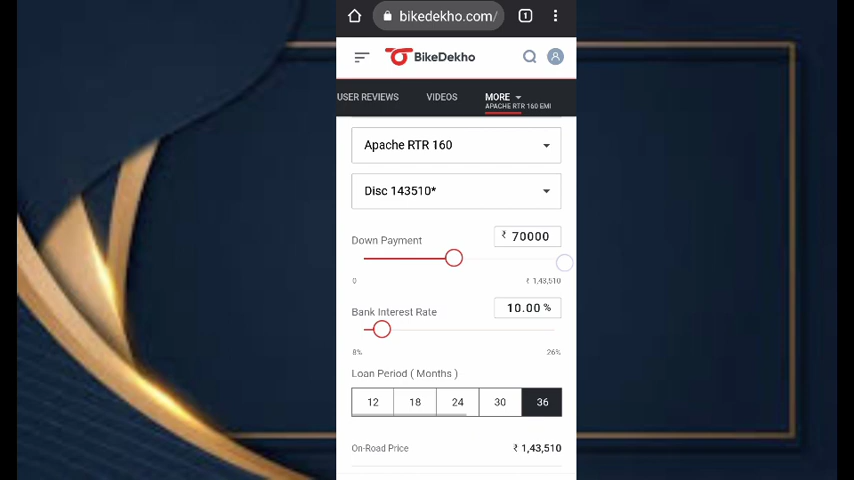 bikedekho.com/
1
BikeDekho
USER REVIEWS
VIDEOS
MORE
APACHE RTR 160 EMI
Apache RTR 160
Disc 143510*
Down Payment
₹ 70000
0
₹ 1,43,510
Bank Interest Rate
10.00 %
8%
26%
Loan Period ( Months )
12 18 24 30 36
On-Road Price
₹ 1,43,510